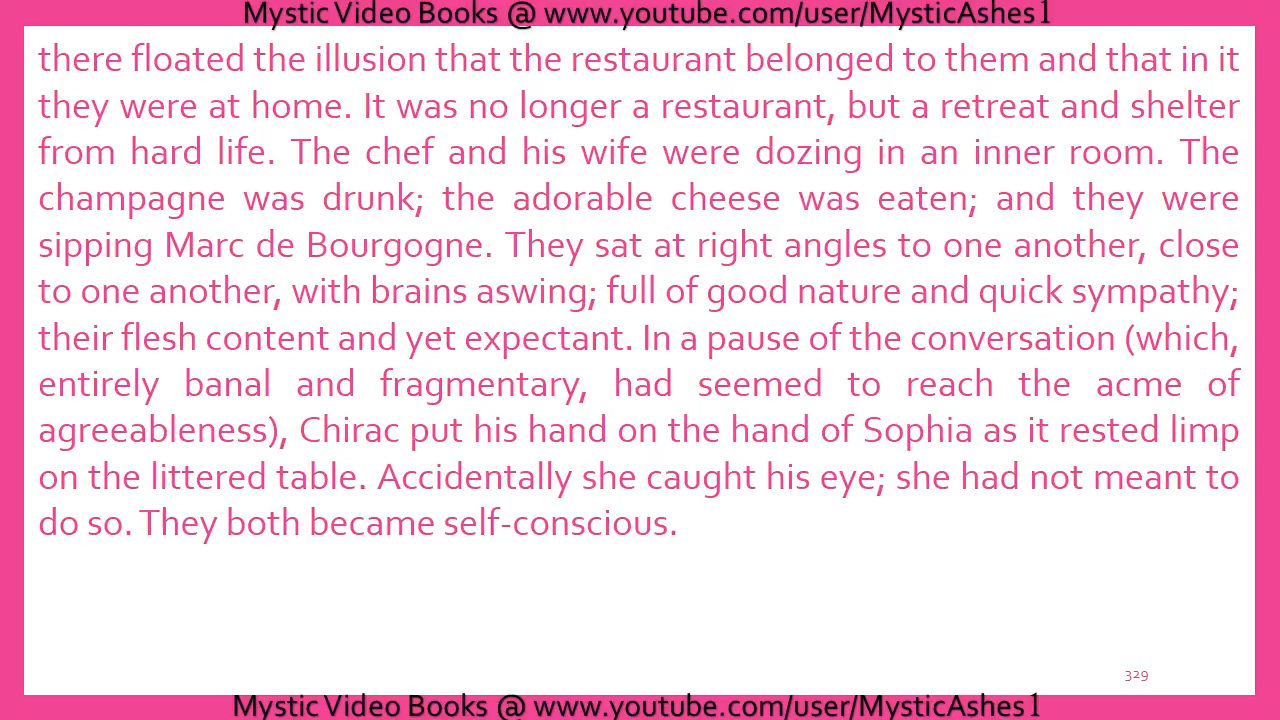 Mystic Video Books @ www.youtube.com/user/MysticAshes1
there floated the illusion that the restaurant belonged to them and that in it
they were at home. It was no longer a restaurant, but a retreat and shelter
from hard life. The chef and his wife were dozing in an inner room. The
champagne was drunk; the adorable cheese was eaten; and they were
sipping Marc de Bourgogne. They sat at right angles to one another, close
to one another, with brains aswing; full of good nature and quick sympathy;
their flesh content and yet expectant. In a pause of the conversation (which,
entirely banal and fragmentary, had seemed to reach the acme of
agreeableness), Chirac put his hand on the hand of Sophia as it rested limp
on the littered table. Accidentally she caught his eye; she had not meant to
do so. They both became self-conscious.
329
Mystic Video Books @ www.youtube.com/user/MysticAshes1